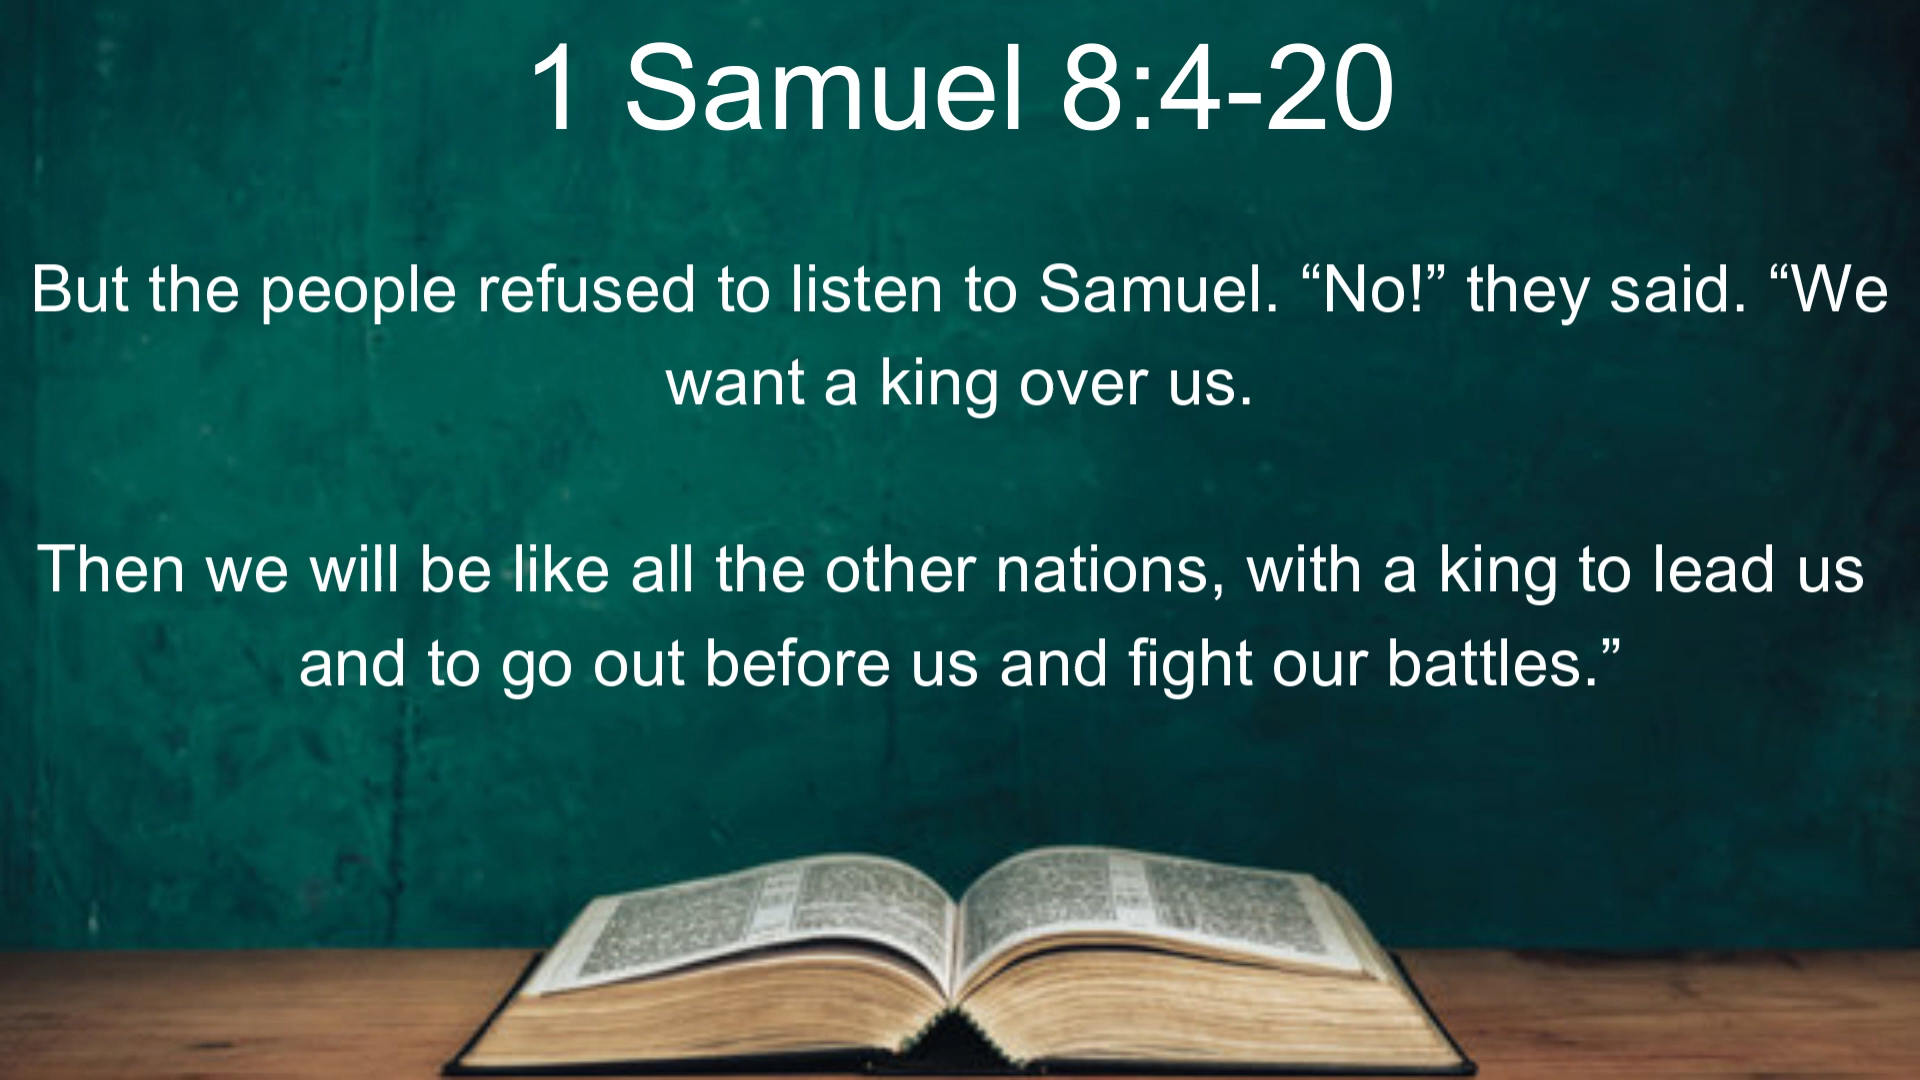 1 Samuel 8:4-20
But the people refused to listen to Samuel. “No!” they said. “We
want a king over us.
Then we will be like all the other nations, with a king to lead us
and to go out before us and fight our battles.”